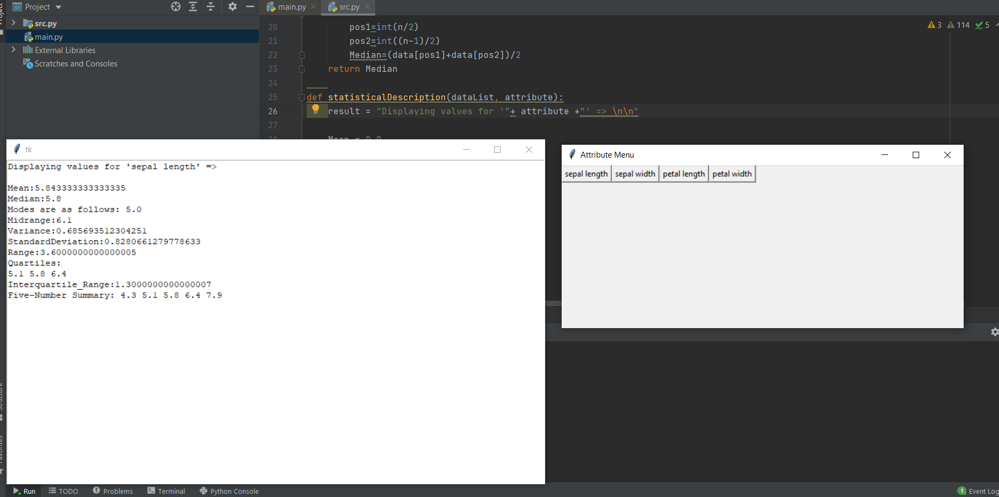 Project
main.py
src.py
src.py
main.py
External Libraries
Scratches and Consoles
3 114 5
20 pos1=int(n/2)
21 pos2=int((n-1)/2)
22 Median=(data[pos1]+data[pos2])/2
23 return Median
24
25 def statisticalDescription(dataList, attribute):
26 result = "Displaying values for '"+ attribute +"' => \n\n"
27
tk
Displaying values for 'sepal length' =>
Mean:5.843333333333335
Median:5.8
Modes are as follows: 5.0
Midrange:6.1
Variance:0.685693512304251
StandardDeviation:0.8280661279778633
Range:3.6000000000000005
Quartiles:
5.1 5.8 6.4
Interquartile_Range:1.3000000000000007
Five-Number Summary: 4.3 5.1 5.8 6.4 7.9
Attribute Menu
sepal length sepal width petal length petal width
Structure
Favorites
Run TODO Problems Terminal Python Console
1 Event Log